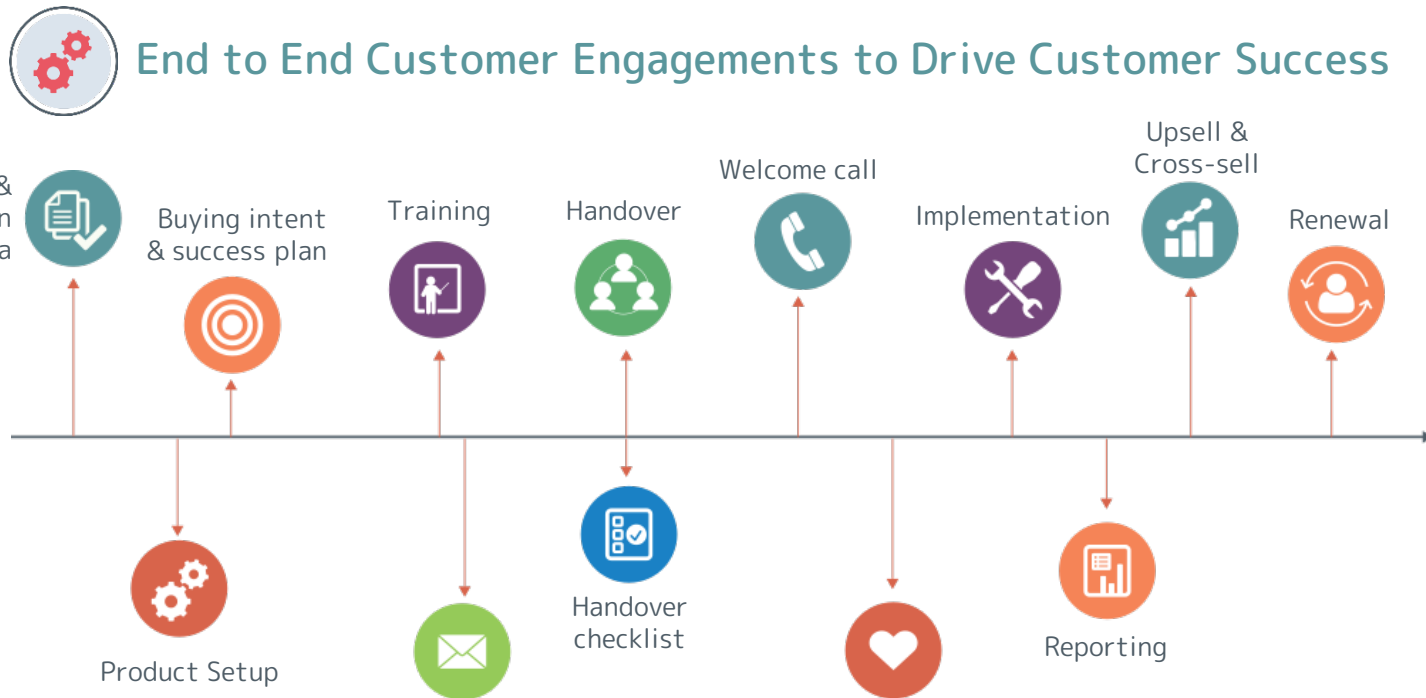 End to End Customer Engagements to Drive Customer Success
&
Buying intent
& success plan
Training
Handover
Welcome call
Implementation
Upsell &
Cross-sell
Renewal
Product Setup
Handover
checklist
Reporting